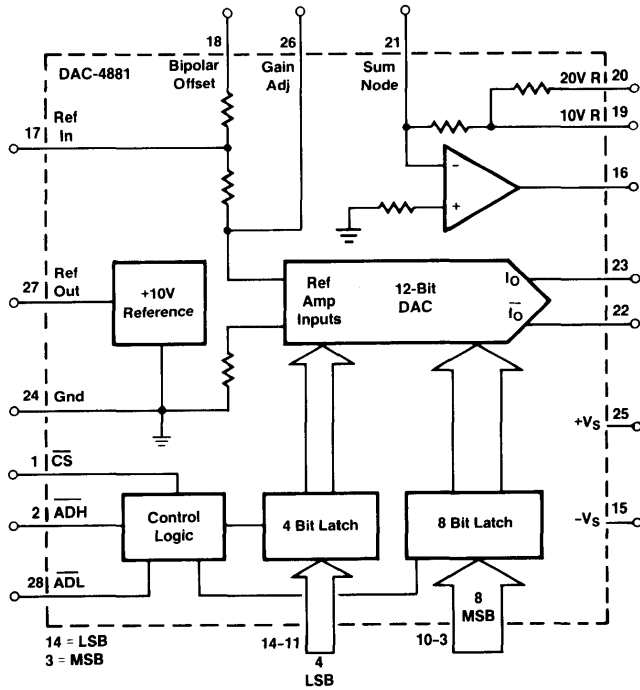 18
26
21
DAC-4881
Bipolar
Offset
Gain
Adj
Sum
Node
20V R
20
10V R
19
17
Ref
In
16
-
+
27
Ref
Out
+10V
Reference
Ref
Amp
Inputs
12-Bit
DAC
IO
23
IO
22
24
Gnd
+VS
25
1
CS
2
ADH
Control
Logic
4 Bit Latch
8 Bit Latch
-VS
15
28
ADL
8
MSB
14 = LSB
3 = MSB
14-11
4
LSB
10-3